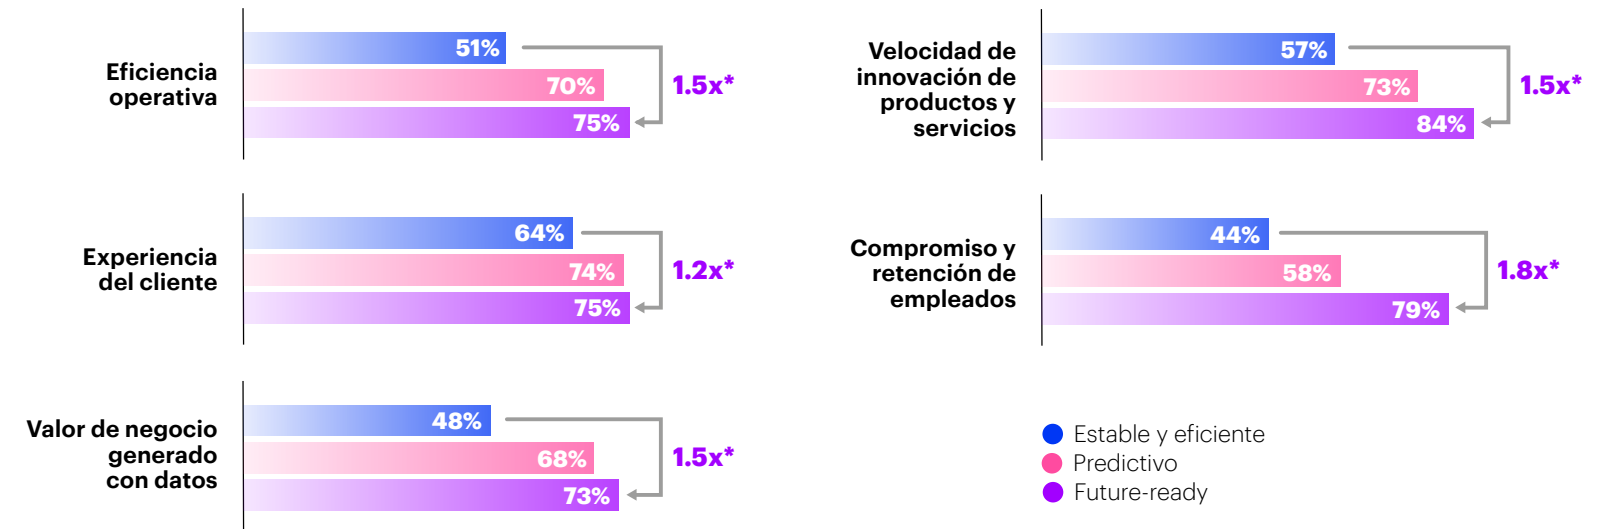 Eficiencia
operativa
51%
70%
75%
1.5x*
Experiencia
del cliente
64%
74%
75%
1.2x*
Valor de negocio
generado
con datos
48%
68%
73%
1.5x*
Velocidad de
innovación de
productos y
servicios
57%
73%
84%
1.5x*
Compromiso y
retención de
empleados
44%
58%
79%
1.8x*
Estable y eficiente
Predictivo
Future-ready